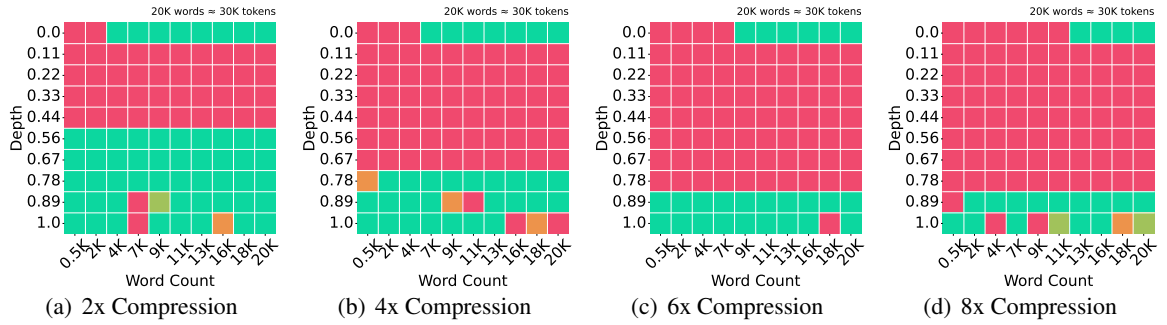 20K words ≈ 30K tokens
0.0
0.11
0.22
0.33
0.44
0.56
0.67
0.78
0.89
1.0
Depth
0.5K 2K 4K 7K 9K 11K 13K 16K 18K 20K
Word Count
(a) 2x Compression
20K words ≈ 30K tokens
0.0
0.11
0.22
0.33
0.44
0.56
0.67
0.78
0.89
1.0
Depth
0.5K 2K 4K 7K 9K 11K 13K 16K 18K 20K
Word Count
(b) 4x Compression
20K words ≈ 30K tokens
0.0
0.11
0.22
0.33
0.44
0.56
0.67
0.78
0.89
1.0
Depth
0.5K 2K 4K 7K 9K 11K 13K 16K 18K 20K
Word Count
(c) 6x Compression
20K words ≈ 30K tokens
0.0
0.11
0.22
0.33
0.44
0.56
0.67
0.78
0.89
1.0
Depth
0.5K 2K 4K 7K 9K 11K 13K 16K 18K 20K
Word Count
(d) 8x Compression